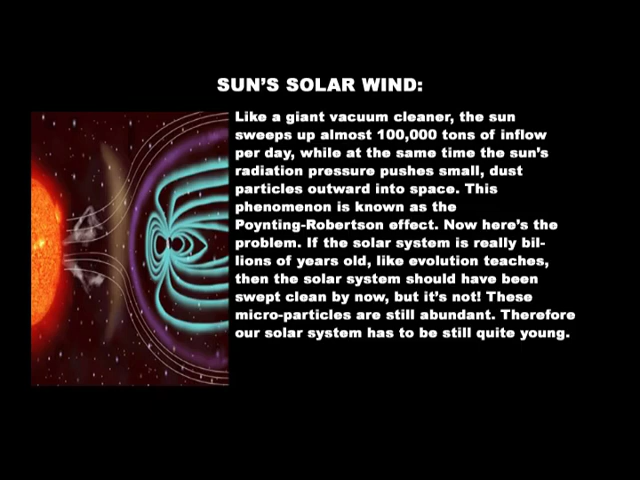 SUN'S SOLAR WIND:
Like a giant vacuum cleaner, the sun
sweeps up almost 100,000 tons of inflow
per day, while at the same time the sun's
radiation pressure pushes small, dust
particles outward into space. This
phenomenon is known as the
Poynting-Robertson effect. Now here's the
problem. If the solar system is really bil-
lions of years old, like evolution teaches,
then the solar system should have been
swept clean by now, but it's not! These
micro-particles are still abundant. Therefore
our solar system has to be still quite young.